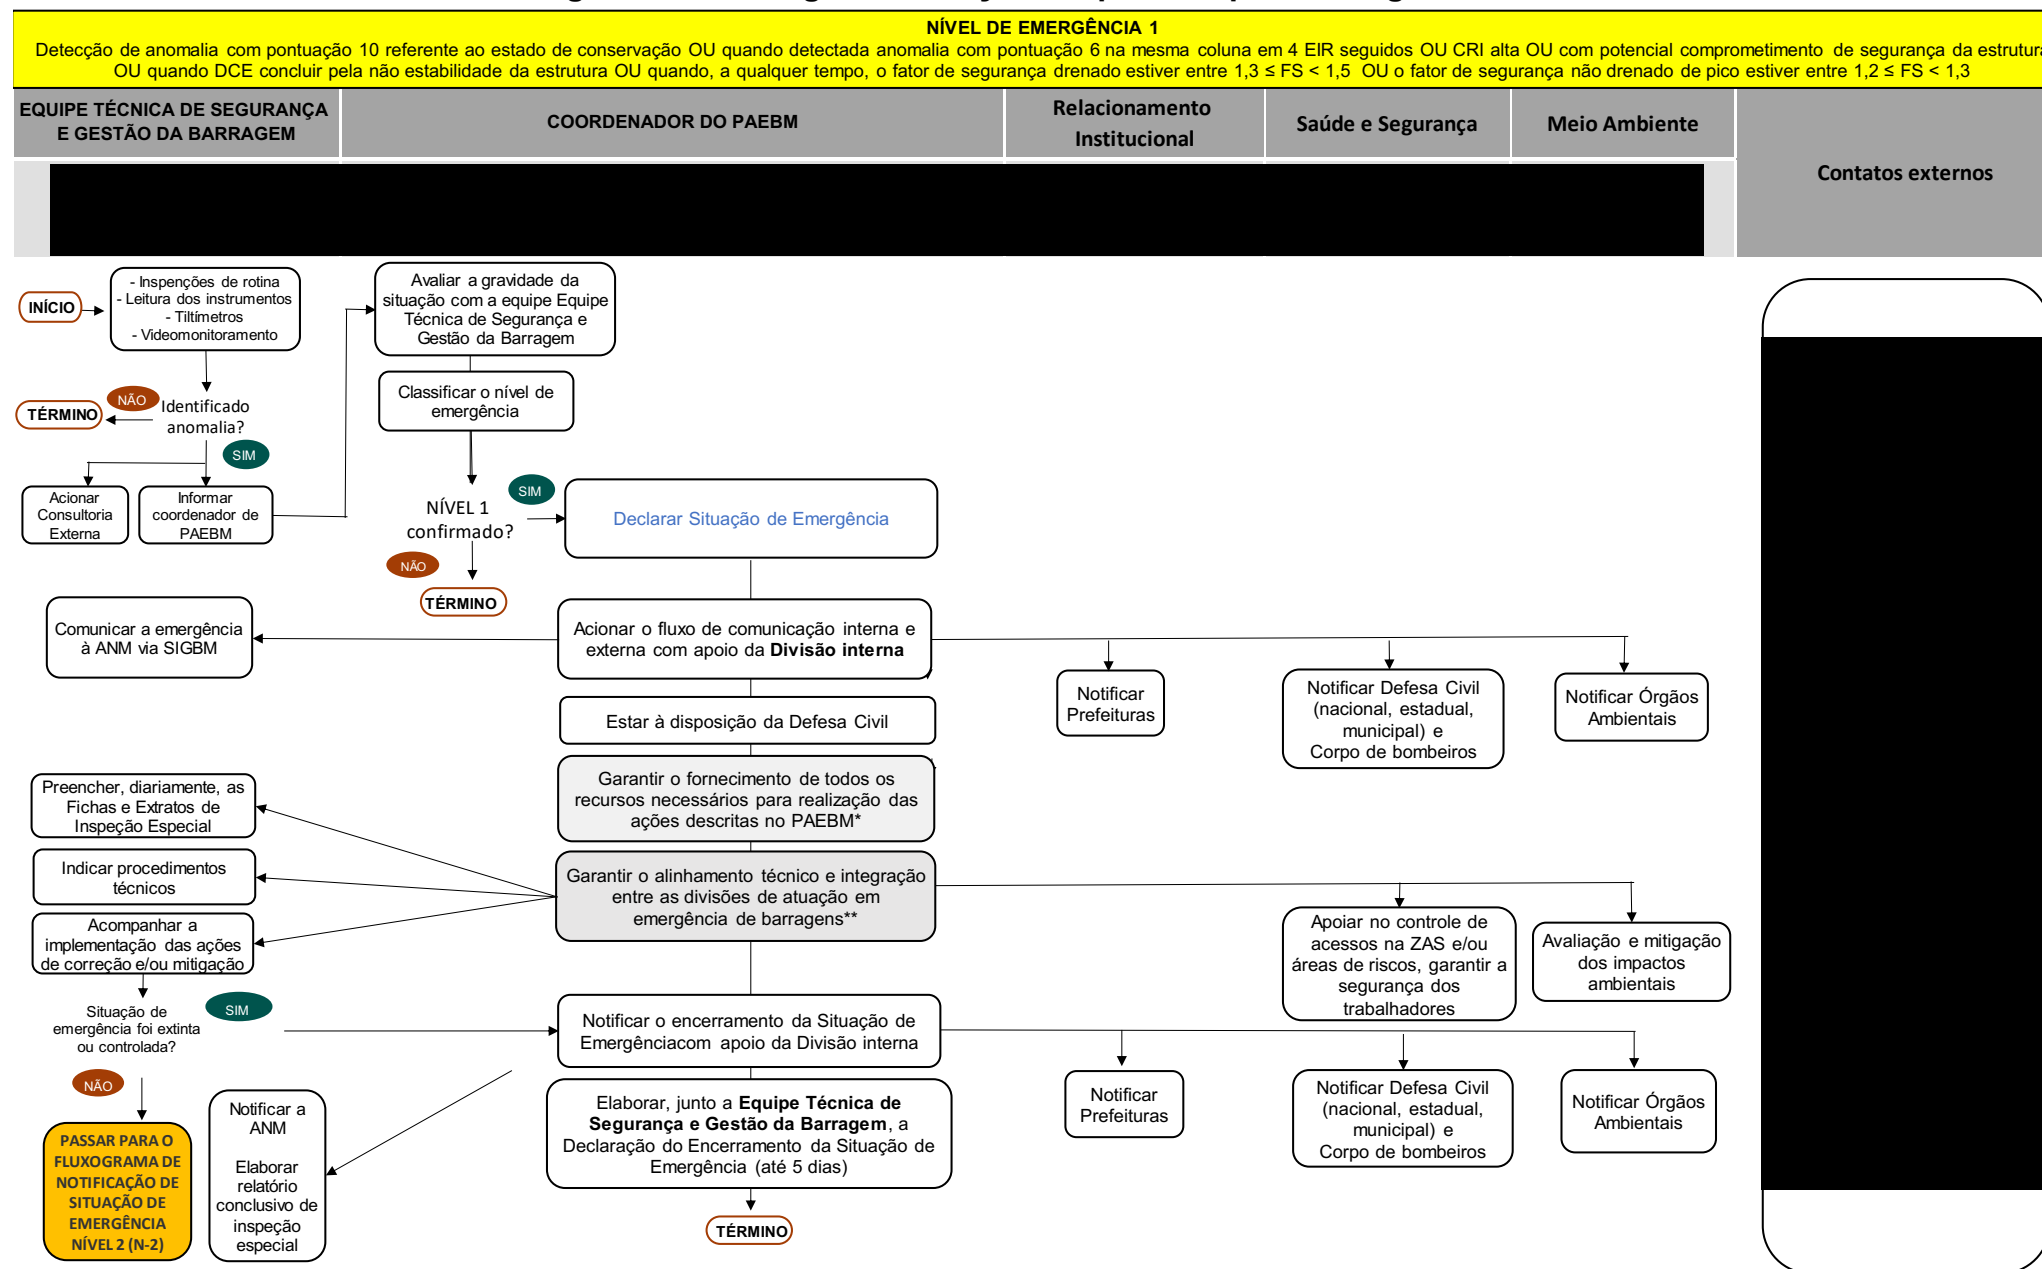 NÍVEL DE EMERGÊNCIA 1
Detecção de anomalia com pontuação 10 referente ao estado de conservação OU quando detectada anomalia com pontuação 6 na mesma coluna em 4 EIR seguidos OU CRI alta OU com potencial comprometimento de segurança da estrutura
OU quando DCE concluir pela não estabilidade da estrutura OU quando, a qualquer tempo, o fator de segurança drenado estiver entre 1,3 ≤ FS < 1,5 OU o fator de segurança não drenado de pico estiver entre 1,2 ≤ FS < 1,3
EQUIPE TÉCNICA DE SEGURANÇA
E GESTÃO DA BARRAGEM
COORDENADOR DO PAEBM
Relacionamento
Institucional
Saúde e Segurança
Meio Ambiente
Contatos externos
INÍCIO
- Inspenções de rotina
- Leitura dos instrumentos
- Tiltímetros
- Videomonitoramento
Avaliar a gravidade da
situação com a equipe Equipe
Técnica de Segurança e
Gestão da Barragem
Classificar o nível de
emergência
TÉRMINO
NÃO
Identificado
anomalia?
SIM
Acionar
Consultoria
Externa
Informar
coordenador de
PAEBM
NÍVEL 1
confirmado?
SIM
Declarar Situação de Emergência
NÃO
TÉRMINO
Comunicar a emergência
à ANM via SIGBM
Acionar o fluxo de comunicação interna e
externa com apoio da Divisão interna
Notificar
Prefeituras
Notificar Defesa Civil
(nacional, estadual,
municipal) e
Corpo de bombeiros
Notificar Órgãos
Ambientais
Estar à disposição da Defesa Civil
Garantir o fornecimento de todos os
recursos necessários para realização das
ações descritas no PAEBM*
Preencher, diariamente, as
Fichas e Extratos de
Inspeção Especial
Indicar procedimentos
técnicos
Acompanhar a
implementação das ações
de correção e/ou mitigação
Garantir o alinhamento técnico e integração
entre as divisões de atuação em
emergência de barragens**
Apoiar no controle de
acessos na ZAS e/ou
áreas de riscos, garantir a
segurança dos
trabalhadores
Avaliação e mitigação
dos impactos
ambientais
Situação de
emergência foi extinta
ou controlada?
SIM
NÃO
Notificar o encerramento da Situação de
Emergênciacom apoio da Divisão interna
Notificar
Prefeituras
Notificar Defesa Civil
(nacional, estadual,
municipal) e
Corpo de bombeiros
Notificar Órgãos
Ambientais
PASSAR PARA O
FLUXOGRAMA DE
NOTIFICAÇÃO DE
SITUAÇÃO DE
EMERGÊNCIA
NÍVEL 2 (N-2)
Notificar a
ANM
Elaborar
relatório
conclusivo de
inspeção
especial
Elaborar, junto a Equipe Técnica de
Segurança e Gestão da Barragem, a
Declaração do Encerramento da Situação de
Emergência (até 5 dias)
TÉRMINO